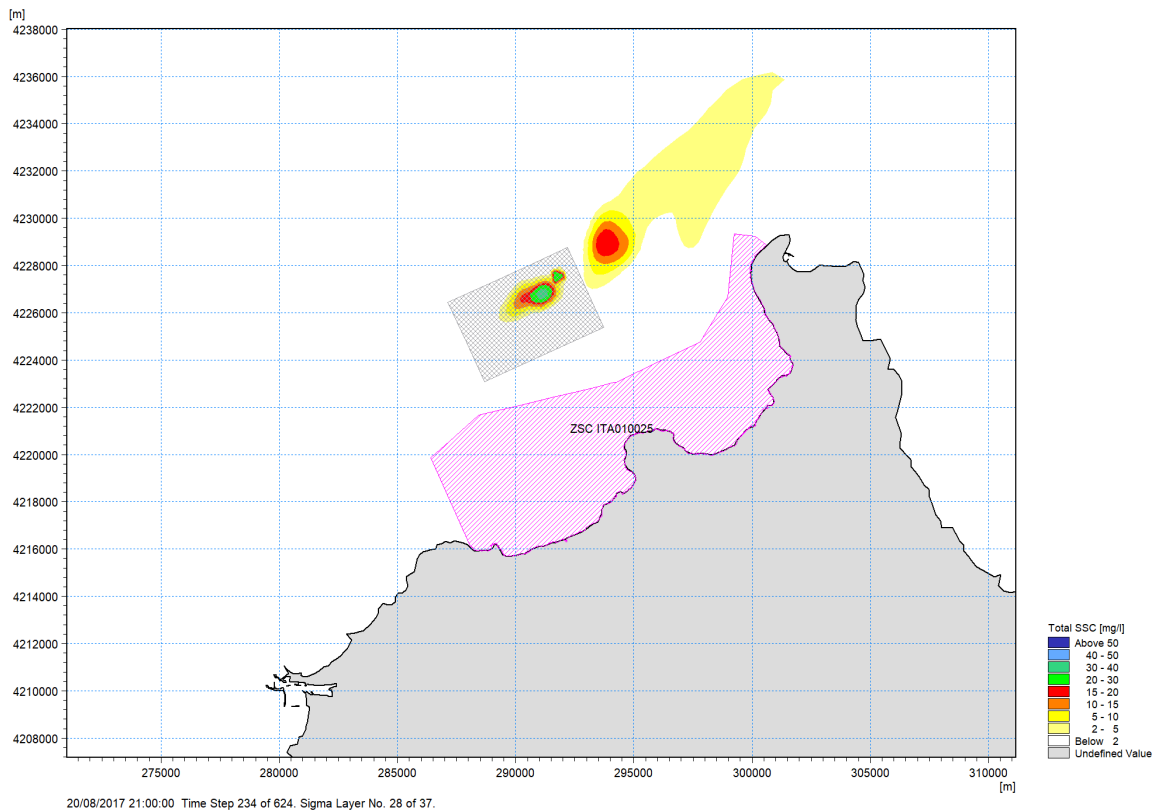 [m]
4238000
4236000
4234000
4232000
4230000
4228000
4226000
4224000
4222000
4220000
4218000
4216000
4214000
4212000
4210000
4208000
ZSC ITA010025
275000 280000 285000 290000 295000 300000 305000 310000
[m]
Total SSC [mg/l]
Above 50
40 - 50
30 - 40
20 - 30
15 - 20
10 - 15
5 - 10
2 - 5
Below 2
Undefined Value
20/08/2017 21:00:00 Time Step 234 of 624. Sigma Layer No. 28 of 37.